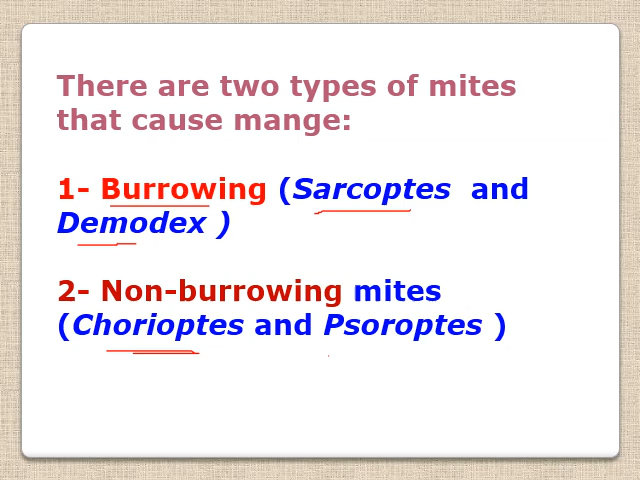 There are two types of mites
that cause mange:
1- Burrowing (Sarcoptes  and
Demodex )
2- Non-burrowing mites
(Chorioptes and Psoroptes )